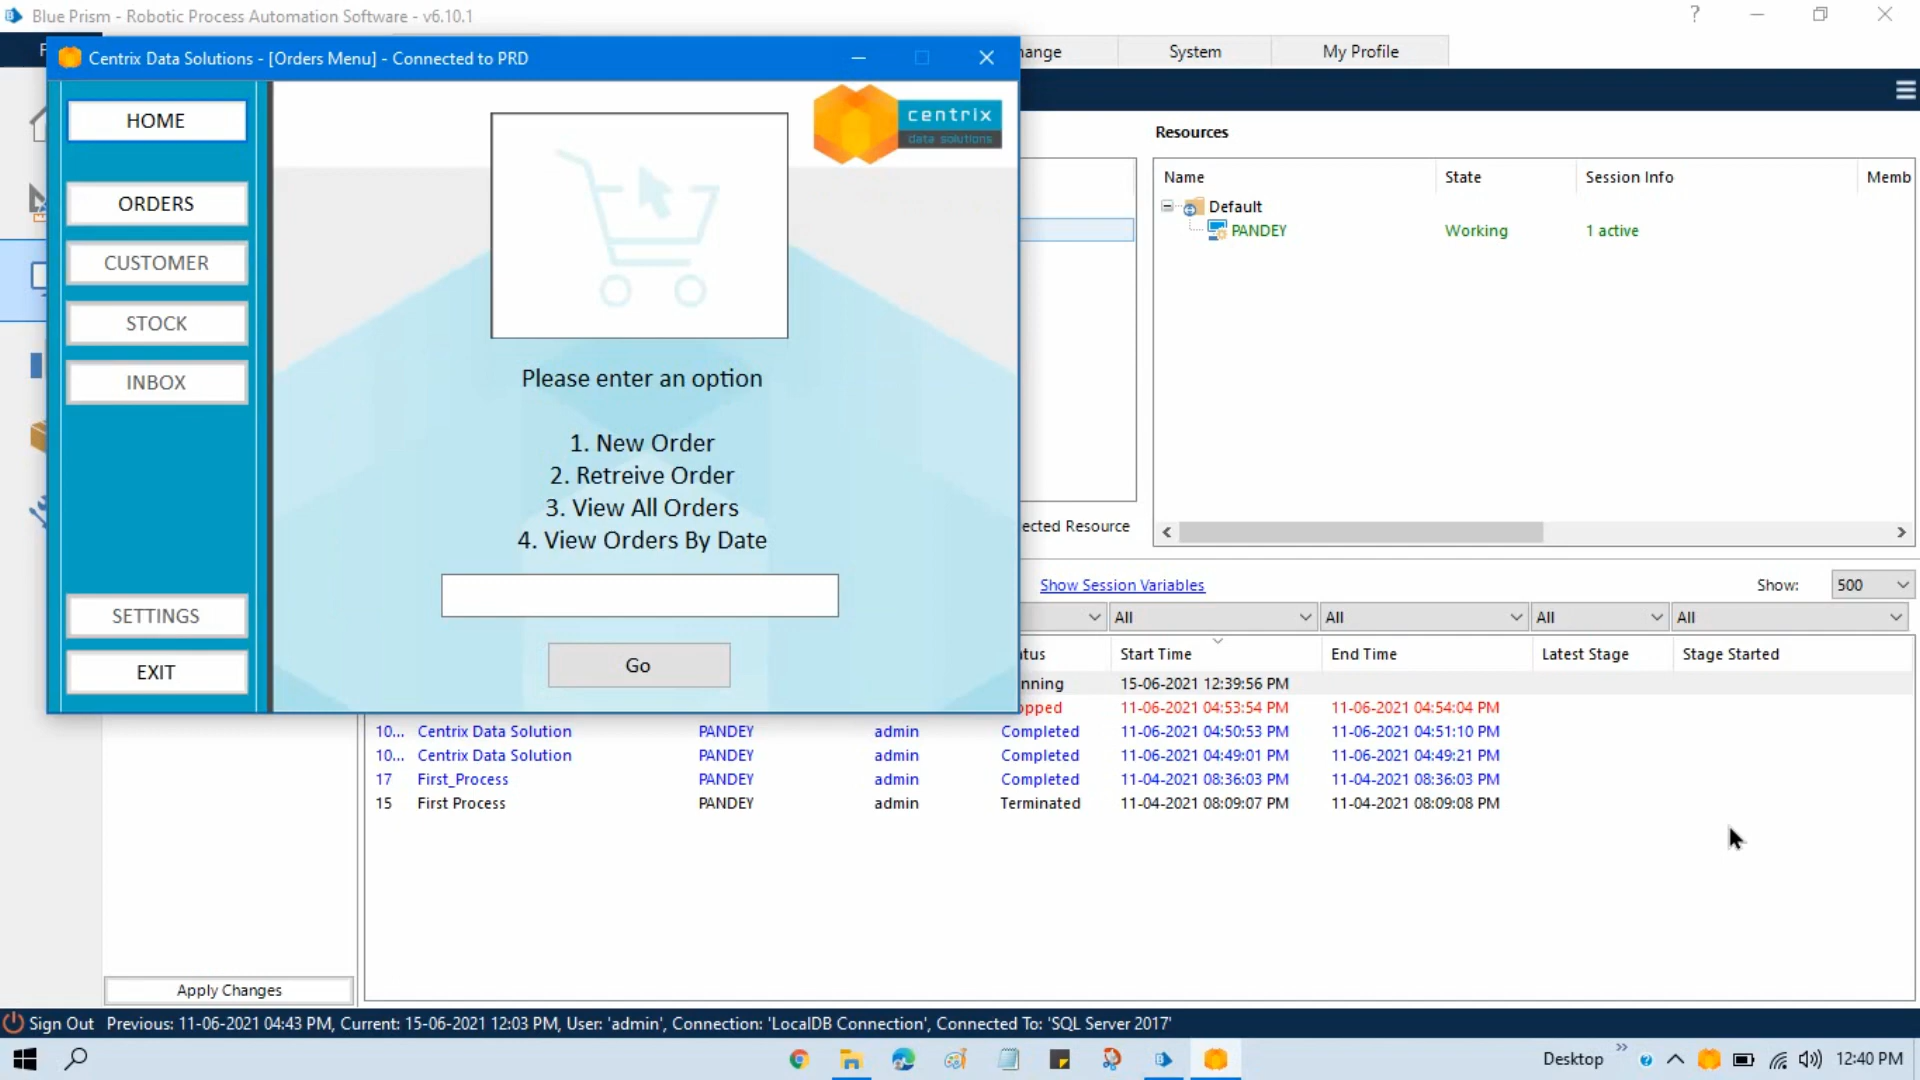 Blue Prism - Robotic Process Automation Software - v6.10.1
Centrix Data Solutions - [Orders Menu] - Connected to PRD
System
My Profile
HOME
ORDERS
CUSTOMER
STOCK
INBOX
SETTINGS
EXIT
centrix
data solutions
Please enter an option
1. New Order
2. Retreive Order
3. View All Orders
4. View Orders By Date
Go
Resources
Name State Session Info Memb
Default
PANDEY Working 1 active
ected Resource
Show Session Variables
Show: 500
All All All All
tus Start Time End Time Latest Stage Stage Started
nning 15-06-2021 12:39:56 PM
opped 11-06-2021 04:53:54 PM 11-06-2021 04:54:04 PM
10... Centrix Data Solution PANDEY admin Completed 11-06-2021 04:50:53 PM 11-06-2021 04:51:10 PM
10... Centrix Data Solution PANDEY admin Completed 11-06-2021 04:49:01 PM 11-06-2021 04:49:21 PM
17 First_Process PANDEY admin Completed 11-04-2021 08:36:03 PM 11-04-2021 08:36:03 PM
15 First Process PANDEY admin Terminated 11-04-2021 08:09:07 PM 11-04-2021 08:09:08 PM
Apply Changes
Sign Out Previous: 11-06-2021 04:43 PM, Current: 15-06-2021 12:03 PM, User: 'admin', Connection: 'LocalDB Connection', Connected To: 'SQL Server 2017'
Desktop
12:40 PM